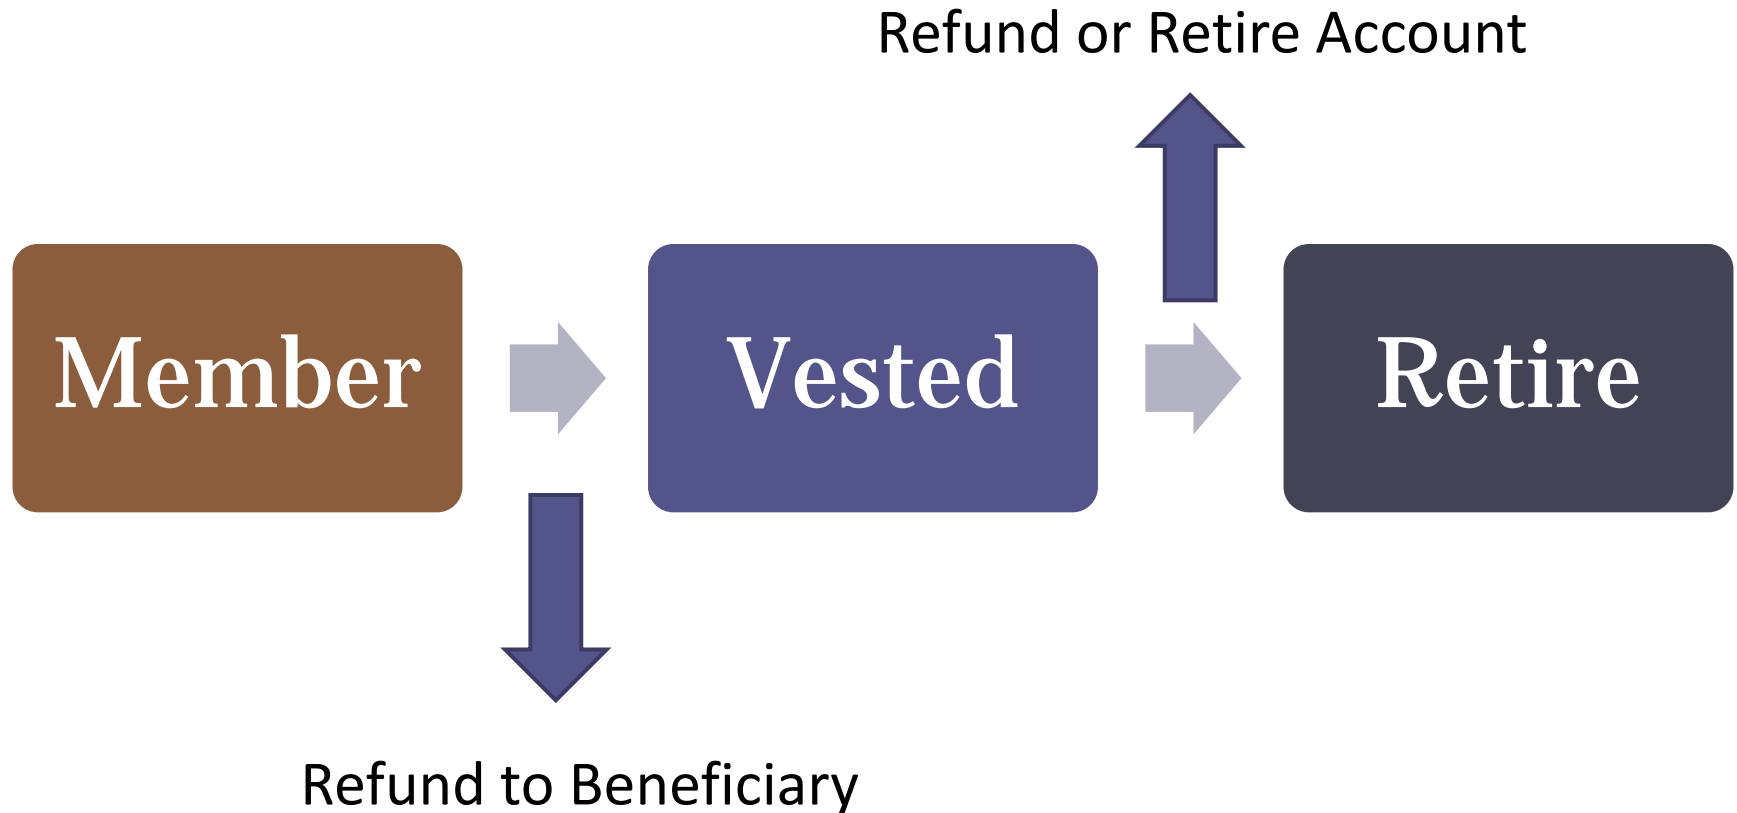 Refund or Retire Account
Member
Vested
Retire
Refund to Beneficiary